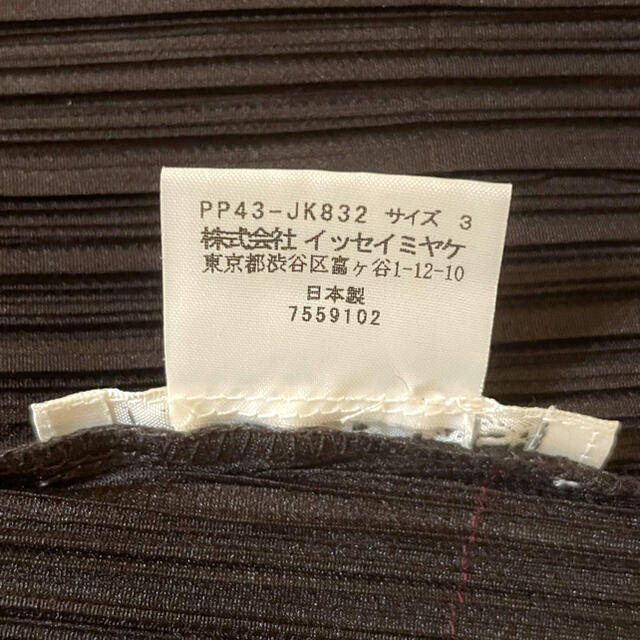 PP43-JK832 サイズ 3
株式会社 イッセイミヤケ
東京都渋谷区富ヶ谷1-12-10
日本製
7559102